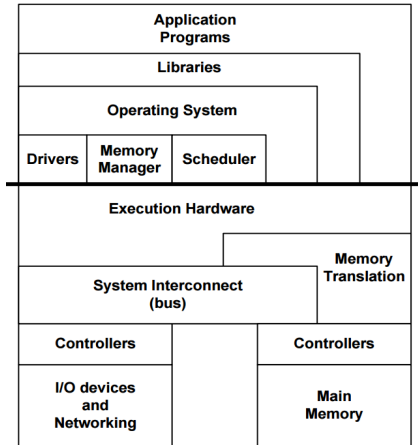 Application
Programs
Libraries
Operating System
Drivers
Memory
Manager
Scheduler
Execution Hardware
Memory
Translation
System Interconnect
(bus)
Controllers
Controllers
I/O devices
and
Networking
Main
Memory